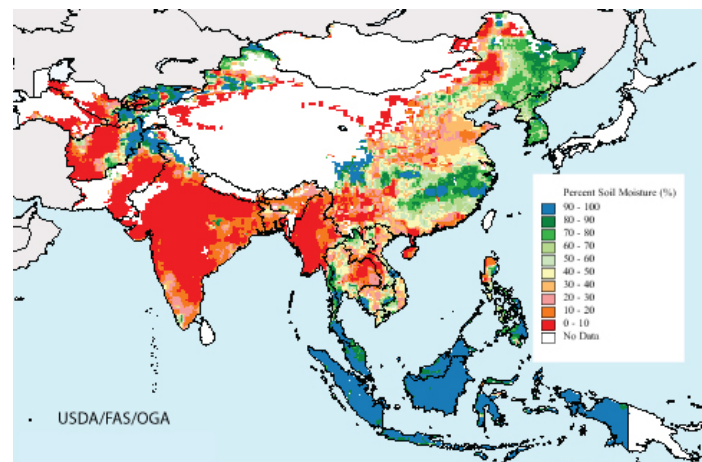 Percent Soil Moisture (%)
90 - 100
80 - 90
70 - 80
60 - 70
50 - 60
40 - 50
30 - 40
20 - 30
10 - 20
0 - 10
No Data
USDA/FAS/OGA